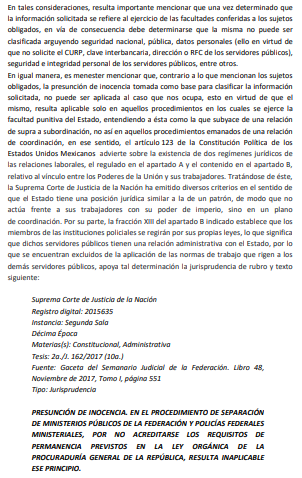 En tales consideraciones, resulta importante mencionar que una vez determinado que
la información solicitada se refiere al ejercicio de las facultades conferidas a los sujetos
obligados, en vía de consecuencia debe determinarse que la misma no puede ser
clasificada arguyendo seguridad nacional, pública, datos personales (ello en virtud de
que no solicite el CURP, clave interbancaria, dirección o RFC de los servidores públicos),
seguridad e integridad personal de los servidores públicos, entre otros.
En igual manera, es menester mencionar que, contrario a lo que mencionan los sujetos
obligados, la presunción de inocencia tomada como base para clasificar la información
solicitada, no puede ser aplicada al caso que nos ocupa, esto en virtud de que el
mismo, resulta aplicable solo en aquellos procedimientos en los cuales se ejerce la
facultad punitiva del Estado, entendiendo a ésta como la que subyace de una relación
de supra a subordinación, no así en aquellos procedimientos emanados de una relación
de coordinación, en ese sentido, el artículo 123 de la Constitución Política de los
Estados Unidos Mexicanos advierte sobre la existencia de dos regímenes jurídicos de
las relaciones laborales, el regulado en el apartado A y el contenido en el apartado B,
relativo al vínculo entre los Poderes de la Unión y sus trabajadores. Tratándose de éste,
la Suprema Corte de Justicia de la Nación ha emitido diversos criterios en el sentido de
que el Estado tiene una posición jurídica similar a la de un patrón, de modo que no
actúa frente a sus trabajadores con su poder de imperio, sino en un plano
de coordinación. Por su parte, la fracción XIII del apartado B indicado establece que los
miembros de las instituciones policiales se regirán por sus propias leyes, lo que significa
que dichos servidores públicos tienen una relación administrativa con el Estado, por lo
que se encuentran excluidos de la aplicación de las normas de trabajo que rigen a los
demás servidores públicos, apoya tal determinación la jurisprudencia de rubro y texto
siguiente:
Suprema Corte de Justicia de la Nación
Registro digital: 2015635
Instancia: Segunda Sala
Décima Época
Materias(s): Constitucional, Administrativa
Tesis: 2a./J. 162/2017 (10a.)
Fuente: Gaceta del Semanario Judicial de la Federación. Libro 48,
Noviembre de 2017, Tomo I, página 551
Tipo: Jurisprudencia
PRESUNCIÓN DE INOCENCIA. EN EL PROCEDIMIENTO DE SEPARACIÓN
DE MINISTERIOS PÚBLICOS DE LA FEDERACIÓN Y POLICÍAS FEDERALES
MINISTERIALES, POR NO ACREDITARSE LOS REQUISITOS DE
PERMANENCIA PREVISTOS EN LA LEY ORGÁNICA DE LA
PROCURADURÍA GENERAL DE LA REPÚBLICA, RESULTA INAPLICABLE
ESE PRINCIPIO.